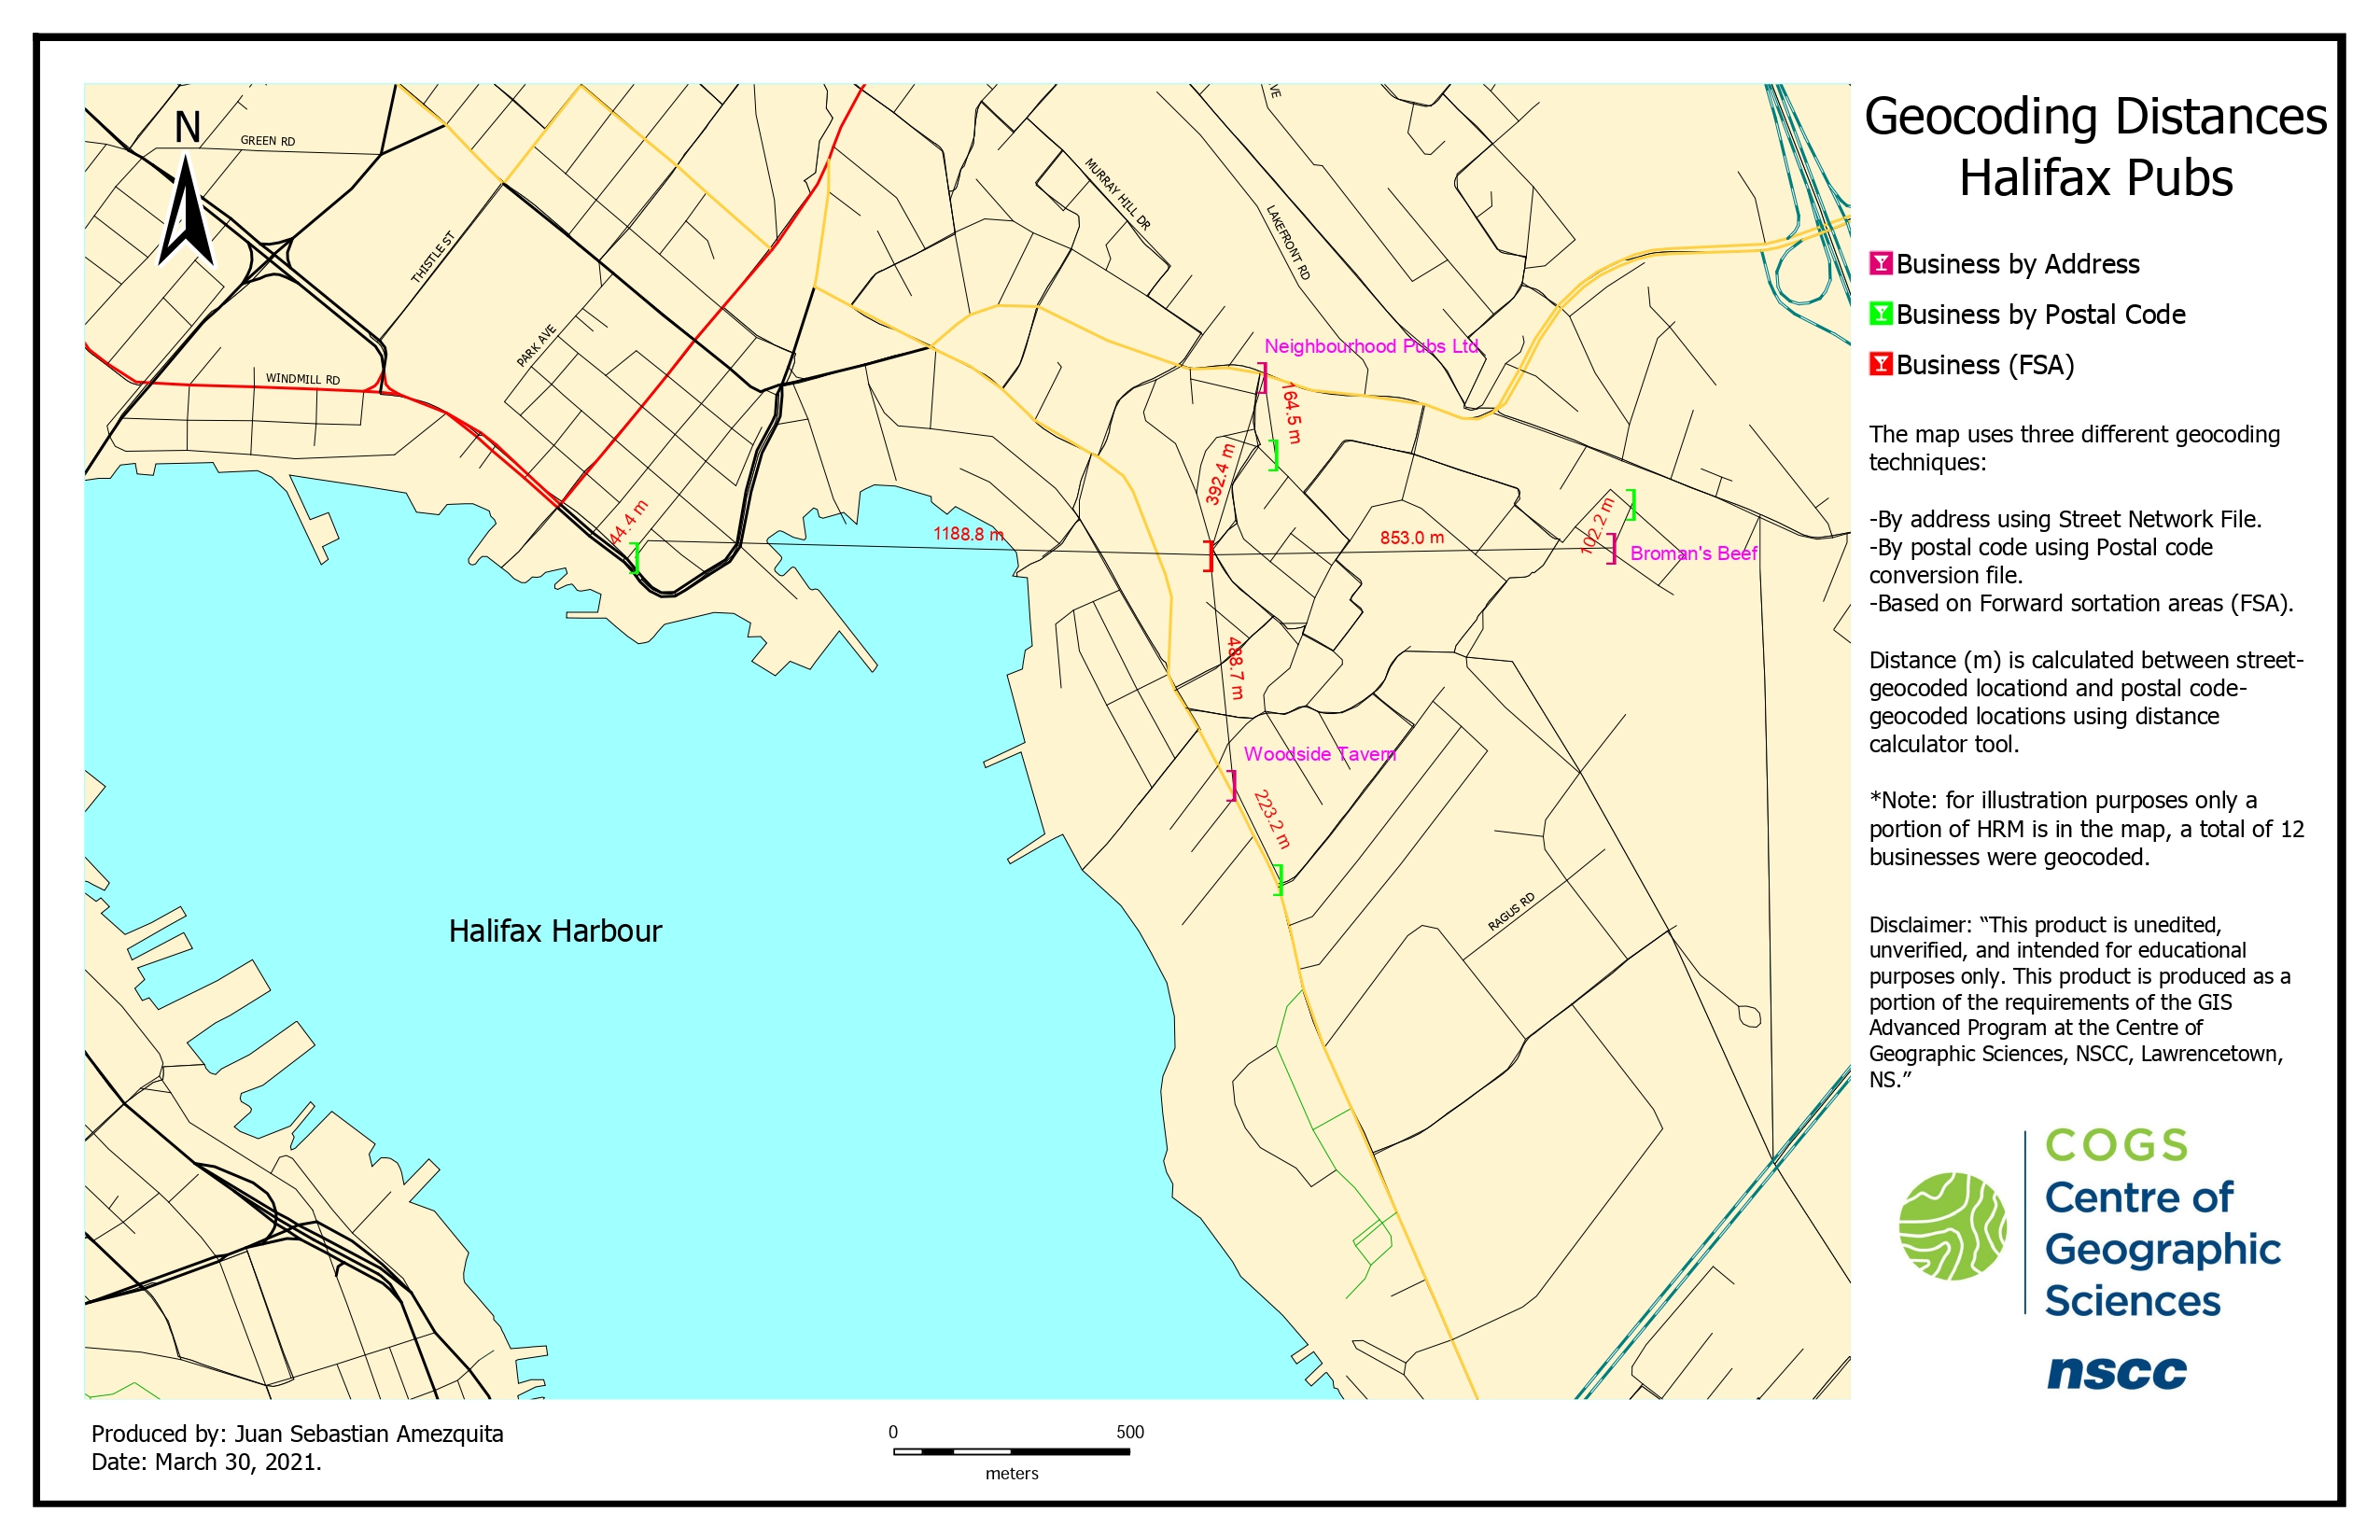 Geocoding Distances
Halifax Pubs
Business by Address
Business by Postal Code
Business (FSA)
The map uses three different geocoding
techniques:
-By address using Street Network File.
-By postal code using Postal code
conversion file.
-Based on Forward sortation areas (FSA).
Distance (m) is calculated between street-
geocoded locationd and postal code-
geocoded locations using distance
calculator tool.
*Note: for illustration purposes only a
portion of HRM is in the map, a total of 12
businesses were geocoded.
Disclaimer: “This product is unedited,
unverified, and intended for educational
purposes only. This product is produced as a
portion of the requirements of the GIS
Advanced Program at the Centre of
Geographic Sciences, NSCC, Lawrencetown,
NS.”
COGS
Centre of
Geographic
Sciences
nscc
N
GREEN RD
THISTLE ST
PARK AVE
WINDMILL RD
MURRAY HILL DR
LAKEFRONT RD
VE
Neighbourhood Pubs Ltd
164.5 m
392.4 m
44.4 m
1188.8 m
853.0 m
102.2 m
Broman's Beef
488.7 m
Woodside Tavern
223.2 m
RAGUS RD
Halifax Harbour
Produced by: Juan Sebastian Amezquita
Date: March 30, 2021.
0 500
meters